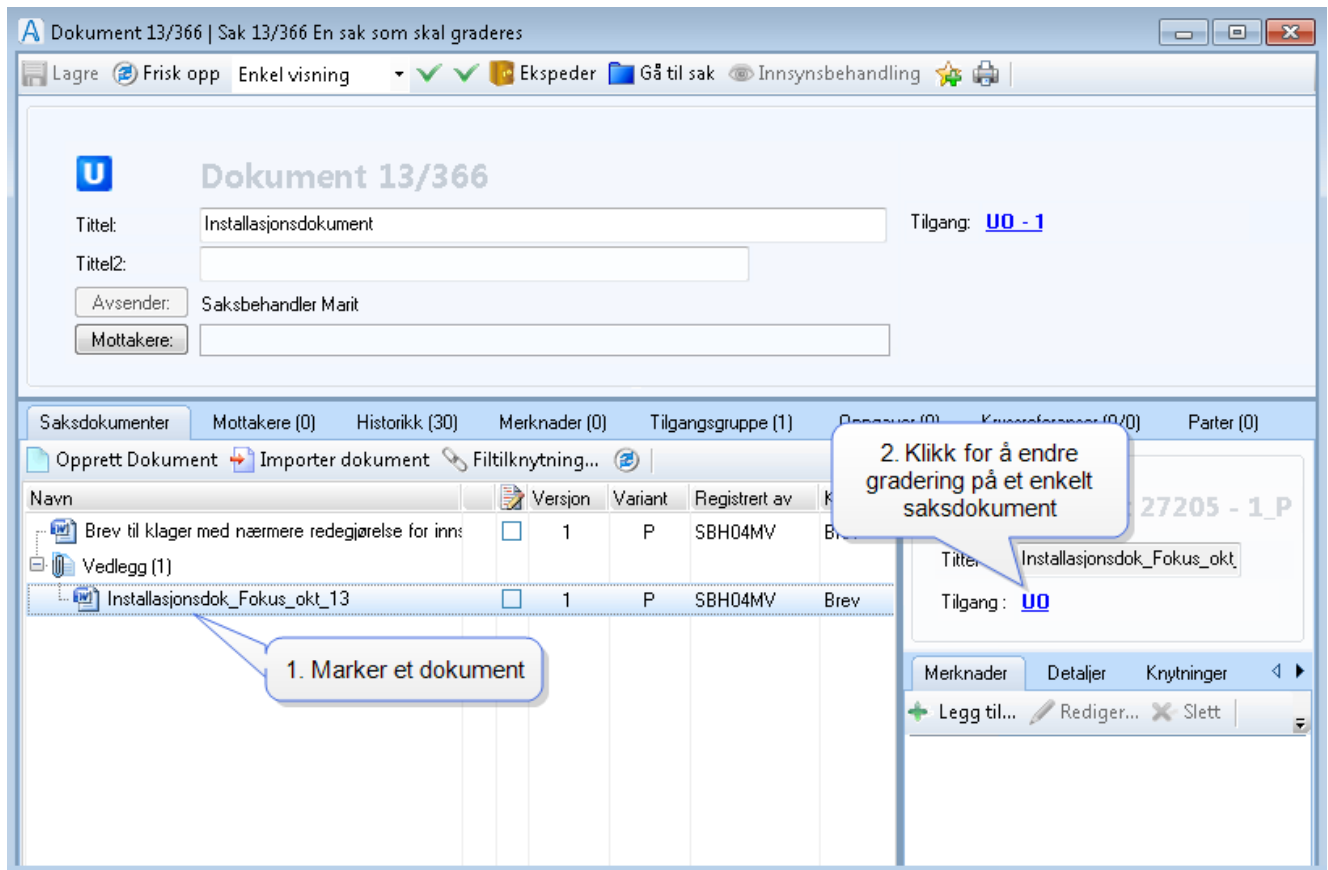 Dokument 13/366 | Sak 13/366 En sak som skal graderes
Lagre Frisk opp Enkel visning Ekspeder Gå til sak Innsynsbehandling
U Dokument 13/366
Tittel: Installasjonsdokument Tilgang: UO - 1
Tittel2:
Avsender: Saksbehandler Marit
Mottakere:
Saksdokumenter Mottakere (0) Historikk (30) Merknader (0) Tilgangsgruppe (1) Parter (0)
Opprett Dokument Importer dokument Filtilknytning...
2. Klikk for å endre
gradering på et enkelt
saksdokument
Navn Versjon Variant Registrert av
27205 - 1_P
Brev til klager med nærmere redegjørelse for inns 1 P SBH04MV
Installasjonsdok_Fokus_okt_
Vedlegg (1)
Installasjonsdok_Fokus_okt_13 1 P SBH04MV Brev
Tilgang : UO
1. Marker et dokument
Merknader Detaljer Knytninger
Legg til... Rediger... Slett